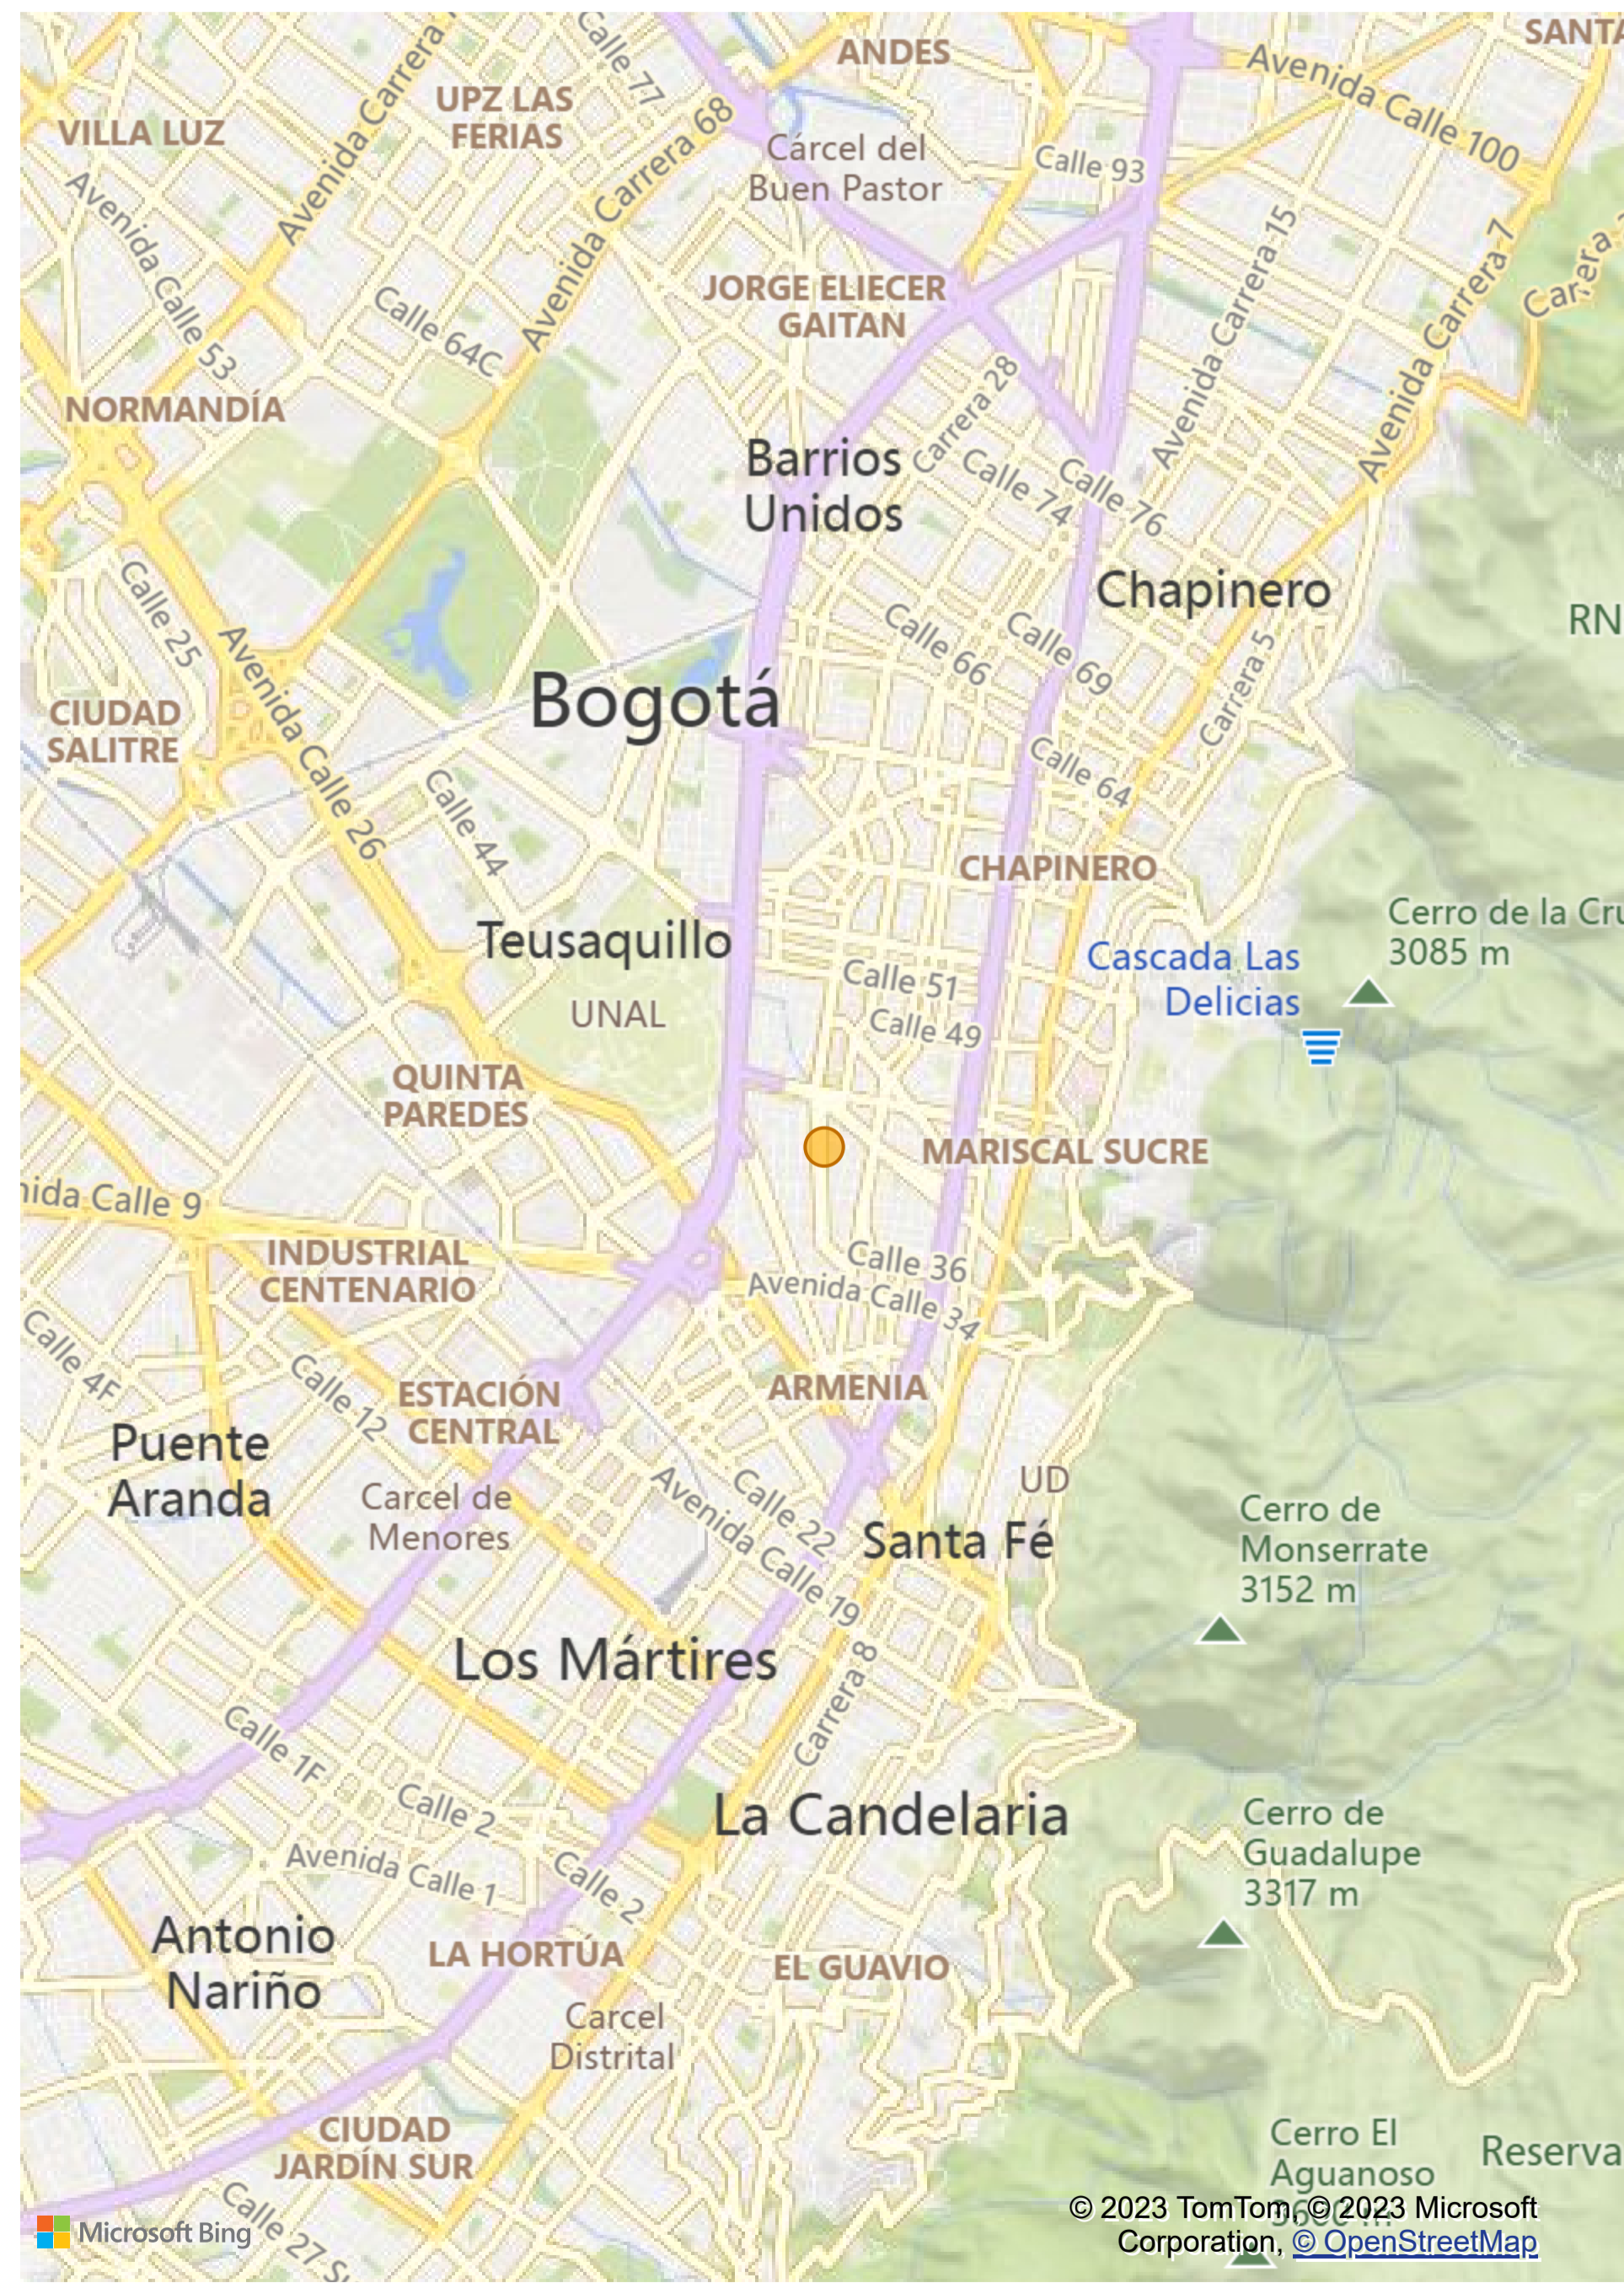 SANTA
ANDES
Calle 77
Avenida Carrera
UPZ LAS
FERIAS
Avenida Calle 100
VILLA LUZ
Avenida Carrera 68
Cárcel del
Buen Pastor
Calle 93
Avenida Calle 53
Avenida Carrera 15
Avenida Carrera 7
Carrera
JORGE ELIECER
GAITAN
Calle 64C
NORMANDÍA
Carrera 28
Barrios
Unidos
Calle 74
Calle 76
Calle 25
Chapinero
RN
Calle 66
Calle 69
Carrera 5
Avenida Calle 26
Bogotá
CIUDAD
SALITRE
Calle 64
Calle 44
CHAPINERO
Cerro de la Cru
3085 m
Teusaquillo
Cascada Las
Delicias
Calle 51
UNAL
Calle 49
QUINTA
PAREDES
MARISCAL SUCRE
nida Calle 9
INDUSTRIAL
CENTENARIO
Calle 36
Avenida Calle 34
Calle 4F
Calle 12
ESTACIÓN
CENTRAL
ARMENIA
Puente
Aranda
Carcel de
Menores
Calle 22
Avenida Calle 19
UD
Santa Fé
Cerro de
Monserrate
3152 m
Los Mártires
Carrera 8
Calle 1F
Calle 2
La Candelaria
Cerro de
Guadalupe
3317 m
Avenida Calle 1
Calle 2
Antonio
Nariño
LA HORTÚA
EL GUAVIO
Carcel
Distrital
CIUDAD
JARDÍN SUR
Cerro El
Aguanoso
Reserva
Calle 27 S
Microsoft Bing
© 2023 TomTom, © 2023 Microsoft
Corporation, © OpenStreetMap